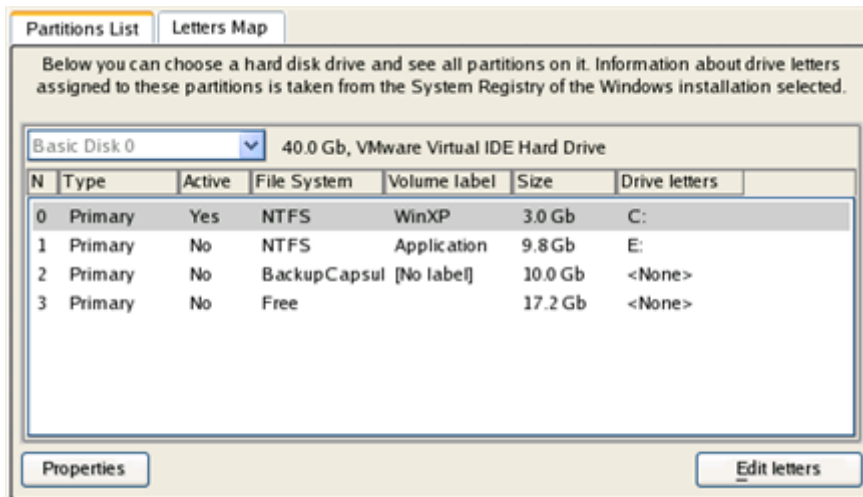 Partitions List Letters Map
Below you can choose a hard disk drive and see all partitions on it. Information about drive letters
assigned to these partitions is taken from the System Registry of the Windows installation selected.
Basic Disk 0 40.0 Gb, VMware Virtual IDE Hard Drive
N Type Active File System Volume label Size Drive letters
0 Primary Yes NTFS WinXP 3.0 Gb C:
1 Primary No NTFS Application 9.8 Gb E:
2 Primary No BackupCapsul [No label] 10.0 Gb <None>
3 Primary No Free 17.2 Gb <None>
Properties Edit letters